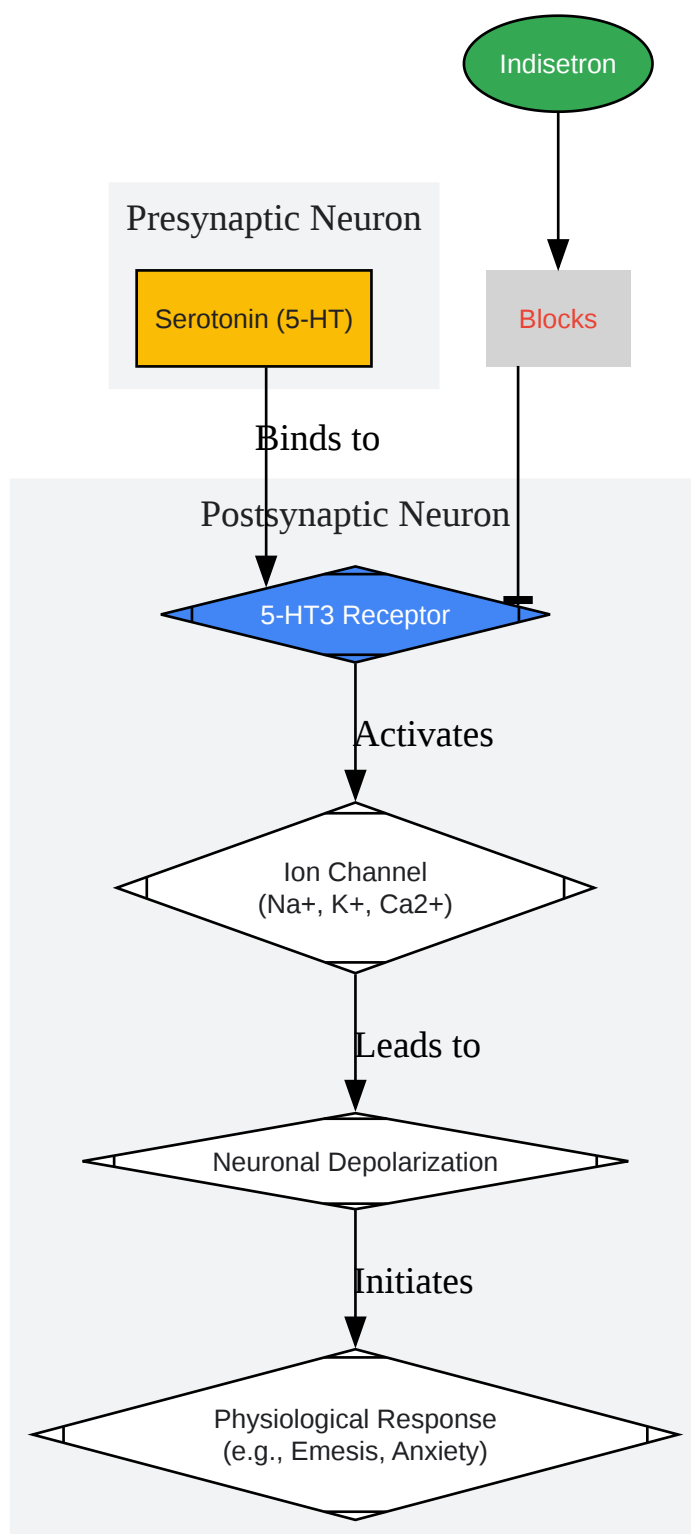 Indisetron
Presynaptic Neuron
Serotonin (5-HT)
Blocks
Binds to
Postsynaptic Neuron
5-HT3 Receptor
Activates
Ion Channel
(Na+, K+, Ca2+)
Leads to
Neuronal Depolarization
Initiates
Physiological Response
(e.g., Emesis, Anxiety)